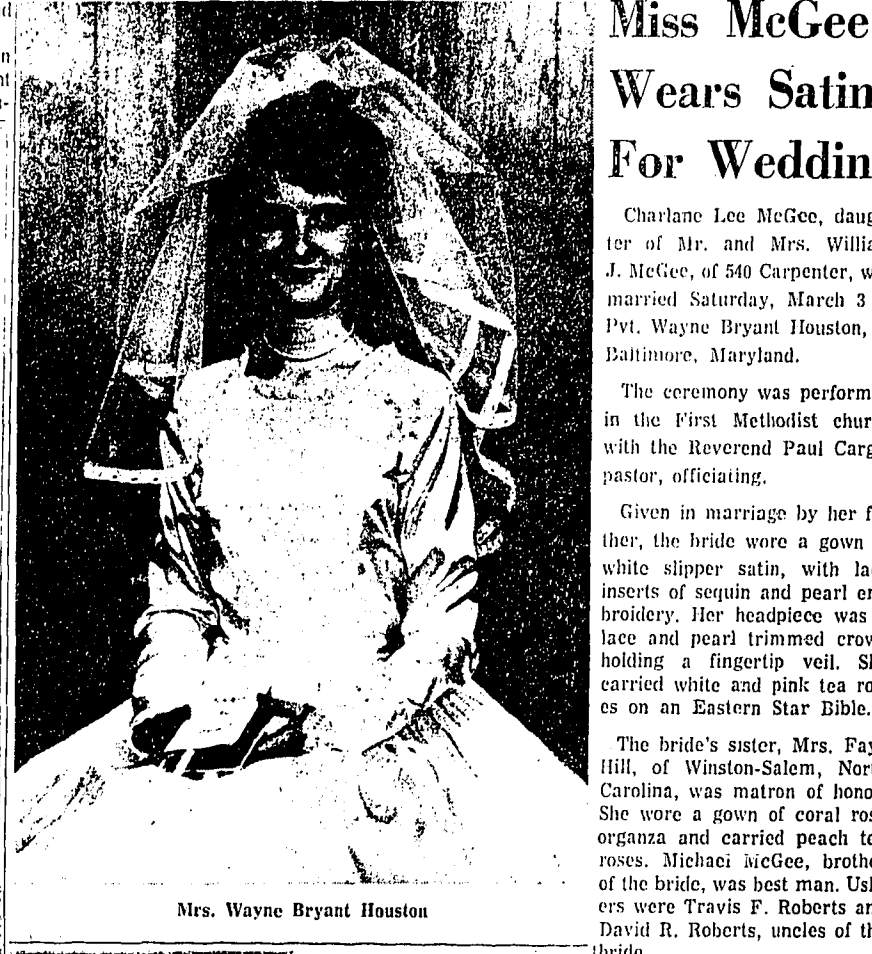 Miss McGee
Wears Satin
For Weddin
Charlane Lee McGee, daug
ter of Mr. and Mrs. Willia
J. McGee, of 540 Carpenter, w
married Saturday, March 3
Pvt. Wayne Bryant Houston,
Baltimore, Maryland.
The ceremony was perform
in the First Methodist chur
with the Reverend Paul Carg
pastor, officiating.
Given in marriage by her f
ther, the bride wore a gown
white slipper satin, with la
inserts of sequin and pearl e
broidery. Her headpiece was
lace and pearl trimmed crow
holding a fingertip veil. Sh
carried white and pink tea ro
es on an Eastern Star Bible.
The bride's sister, Mrs. Fay
Hill, of Winston-Salem, Nort
Carolina, was matron of hono
She wore a gown of coral ros
organza and carried peach te
roses. Michael McGee, brothe
of the bride, was best man. Ush
ers were Travis F. Roberts an
David R. Roberts, uncles of th
bride.
Mrs. Wayne Bryant Houston